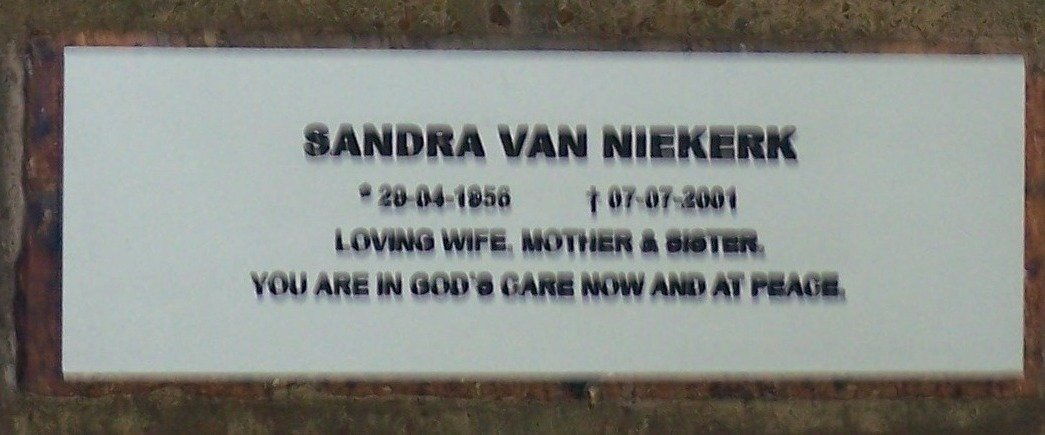 SANDRA VAN NIEKERK
* 29-04-1956 † 07-07-2001
LOVING WIFE, MOTHER & SISTER.
YOU ARE IN GOD'S CARE NOW AND AT PEACE.